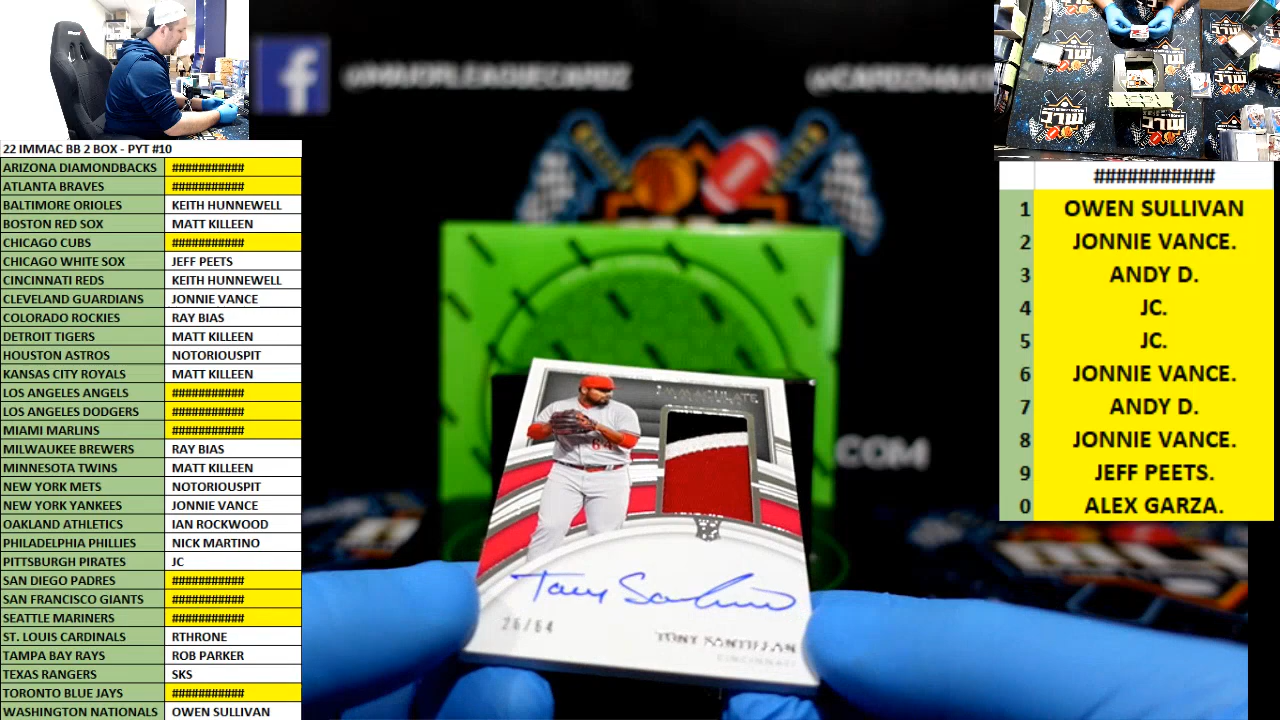 22 IMMAC BB 2 BOX - PYT #10
ARIZONA DIAMONDBACKS ###########
ATLANTA BRAVES ###########
BALTIMORE ORIOLES KEITH HUNNEWELL
BOSTON RED SOX MATT KILLEEN
CHICAGO CUBS ###########
CHICAGO WHITE SOX JEFF PEETS
CINCINNATI REDS KEITH HUNNEWELL
CLEVELAND GUARDIANS JONNIE VANCE
COLORADO ROCKIES RAY BIAS
DETROIT TIGERS MATT KILLEEN
HOUSTON ASTROS NOTORIOUSPIT
KANSAS CITY ROYALS MATT KILLEEN
LOS ANGELES ANGELS ###########
LOS ANGELES DODGERS ###########
MIAMI MARLINS ###########
MILWAUKEE BREWERS RAY BIAS
MINNESOTA TWINS MATT KILLEEN
NEW YORK METS NOTORIOUSPIT
NEW YORK YANKEES JONNIE VANCE
OAKLAND ATHLETICS IAN ROCKWOOD
PHILADELPHIA PHILLIES NICK MARTINO
PITTSBURGH PIRATES JC
SAN DIEGO PADRES ###########
SAN FRANCISCO GIANTS ###########
SEATTLE MARINERS ###########
ST. LOUIS CARDINALS RTHRONE
TAMPA BAY RAYS ROB PARKER
TEXAS RANGERS SKS
TORONTO BLUE JAYS ###########
WASHINGTON NATIONALS OWEN SULLIVAN
f @MAJORLEAGUECARDZ
.COM
IMMACULATE
64
Tony Santillan
26/64
TONY SANTILLAN
CINCINNATI
###########
1 OWEN SULLIVAN
2 JONNIE VANCE.
3 ANDY D.
4 JC.
5 JC.
6 JONNIE VANCE.
7 ANDY D.
8 JONNIE VANCE.
9 JEFF PEETS.
0 ALEX GARZA.